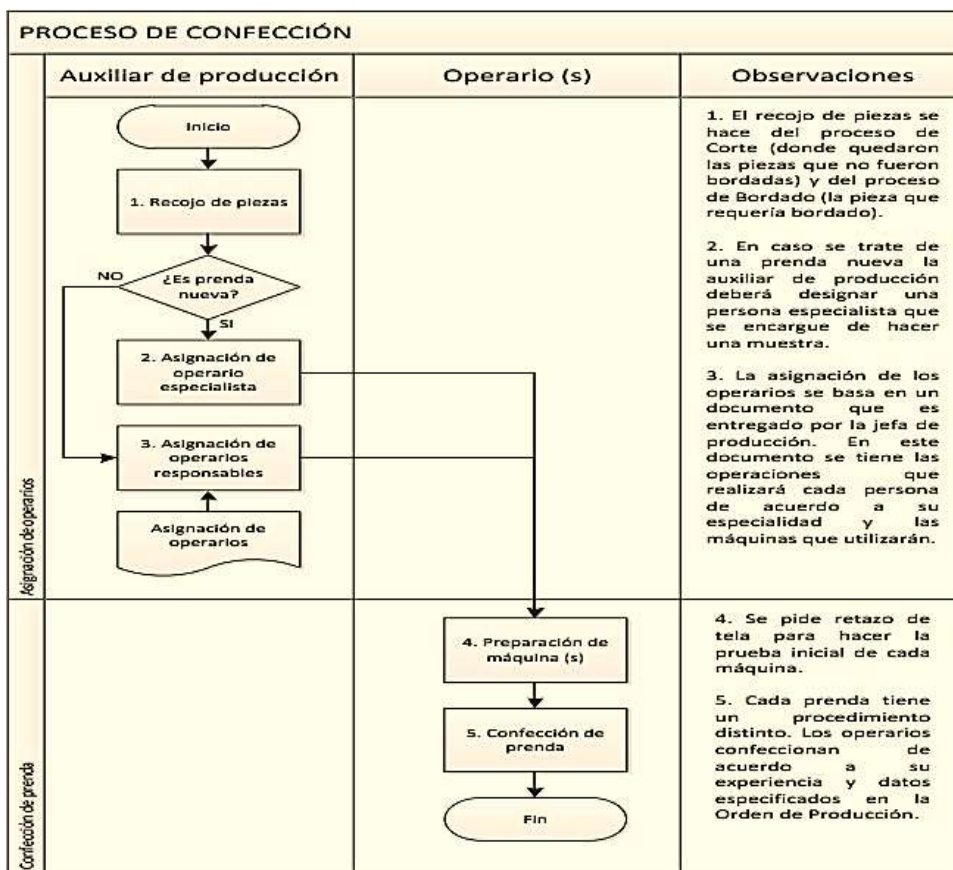 PROCESO DE CONFECCIÓN
Auxiliar de producción
Operario (s)
Observaciones
Asignación de operarios
Inicio
1. Recojo de piezas
¿Es prenda
nueva?
NO
SI
2. Asignación de
operario
especialista
3. Asignación de
operarios
responsables
Asignación de
operarios
1. El recojo de piezas se
hace del proceso de
Corte (donde quedaron
las piezas que no fueron
bordadas) y del proceso
de Bordado (la pieza que
requería bordado).
2. En caso se trate de
una prenda nueva la
auxiliar de producción
deberá designar una
persona especialista que
se encargue de hacer
una muestra.
3. La asignación de los
operarios se basa en un
documento que es
entregado por la jefa de
producción. En este
documento se tiene las
operaciones que
realizará cada persona
de acuerdo a su
especialidad y las
máquinas que utilizarán.
Confección de prenda
4. Preparación de
máquina (s)
5. Confección de
prenda
Fin
4. Se pide retazo de
tela para hacer la
prueba inicial de cada
máquina.
5. Cada prenda tiene
un procedimiento
distinto. Los operarios
confeccionan de
acuerdo a su
experiencia y datos
especificados en la
Orden de Producción.